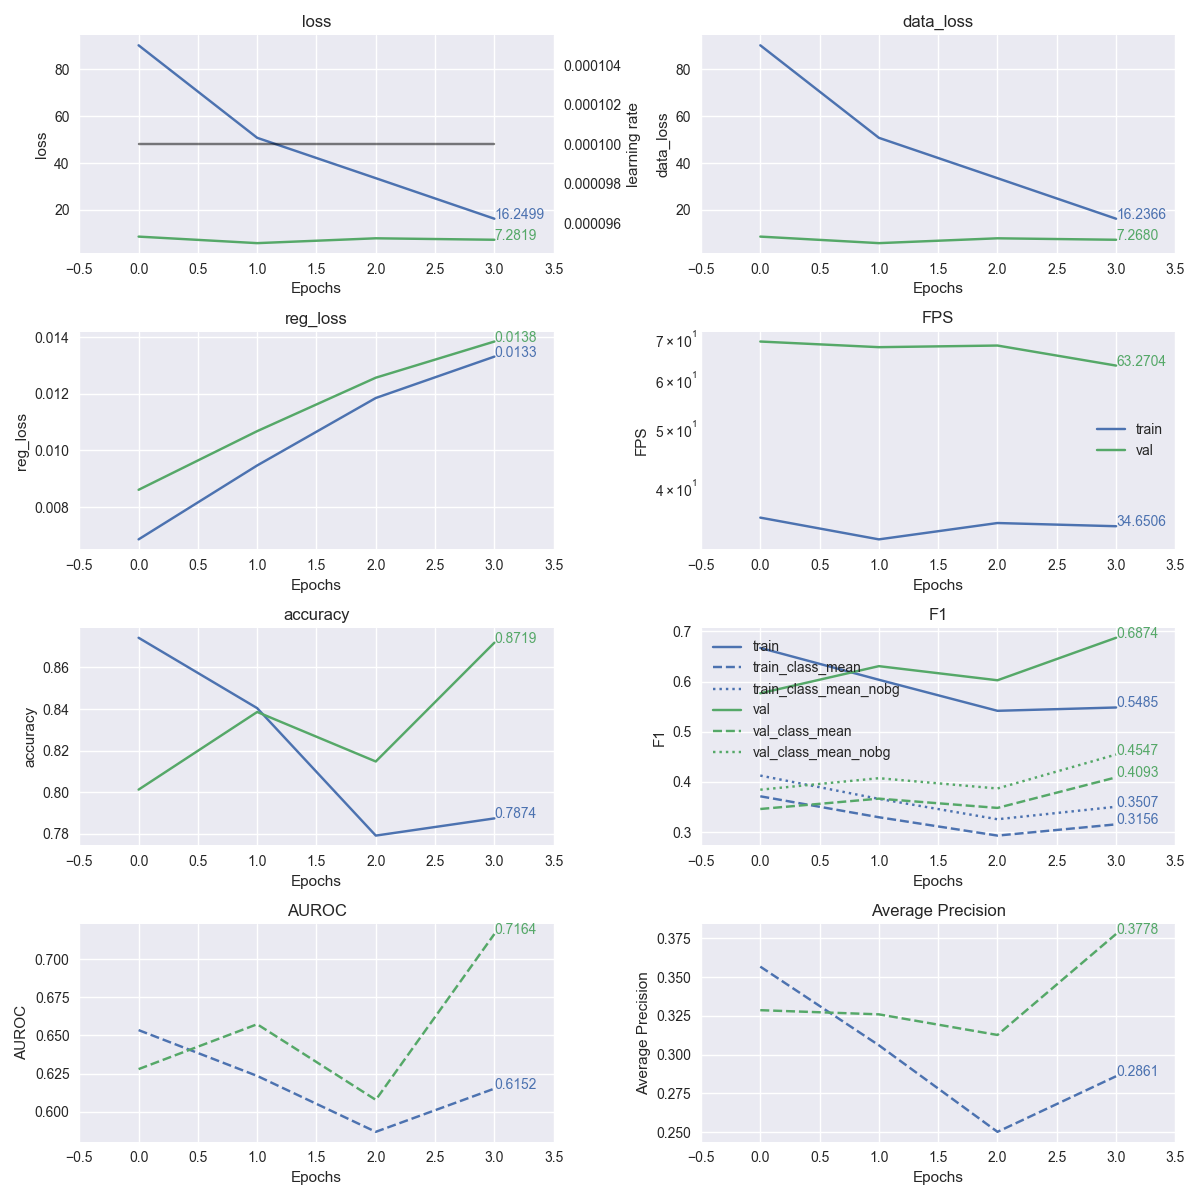 loss
80
60
40
20
loss
0.000104
0.000102
0.000100
0.000098
0.000096
learning rate
16.2499
7.2819
−0.5 0.0 0.5 1.0 1.5 2.0 2.5 3.0 3.5
Epochs
data_loss
80
60
40
20
data_loss
16.2366
7.2680
−0.5 0.0 0.5 1.0 1.5 2.0 2.5 3.0 3.5
Epochs
reg_loss
0.014
0.012
0.010
0.008
reg_loss
0.0138
0.0133
−0.5 0.0 0.5 1.0 1.5 2.0 2.5 3.0 3.5
Epochs
FPS
7 × 10¹
6 × 10¹
5 × 10¹
4 × 10¹
FPS
63.2704
train
val
34.6506
−0.5 0.0 0.5 1.0 1.5 2.0 2.5 3.0 3.5
Epochs
accuracy
0.86
0.84
0.82
0.80
0.78
accuracy
0.8719
0.7874
−0.5 0.0 0.5 1.0 1.5 2.0 2.5 3.0 3.5
Epochs
F1
0.7
0.6
0.5
0.4
0.3
F1
train
train_class_mean
train_class_mean_nobg
val
val_class_mean
val_class_mean_nobg
0.6874
0.5485
0.4547
0.4093
0.3507
0.3156
−0.5 0.0 0.5 1.0 1.5 2.0 2.5 3.0 3.5
Epochs
AUROC
0.700
0.675
0.650
0.625
0.600
AUROC
0.7164
0.6152
−0.5 0.0 0.5 1.0 1.5 2.0 2.5 3.0 3.5
Epochs
Average Precision
0.375
0.350
0.325
0.300
0.275
0.250
Average Precision
0.3778
0.2861
−0.5 0.0 0.5 1.0 1.5 2.0 2.5 3.0 3.5
Epochs